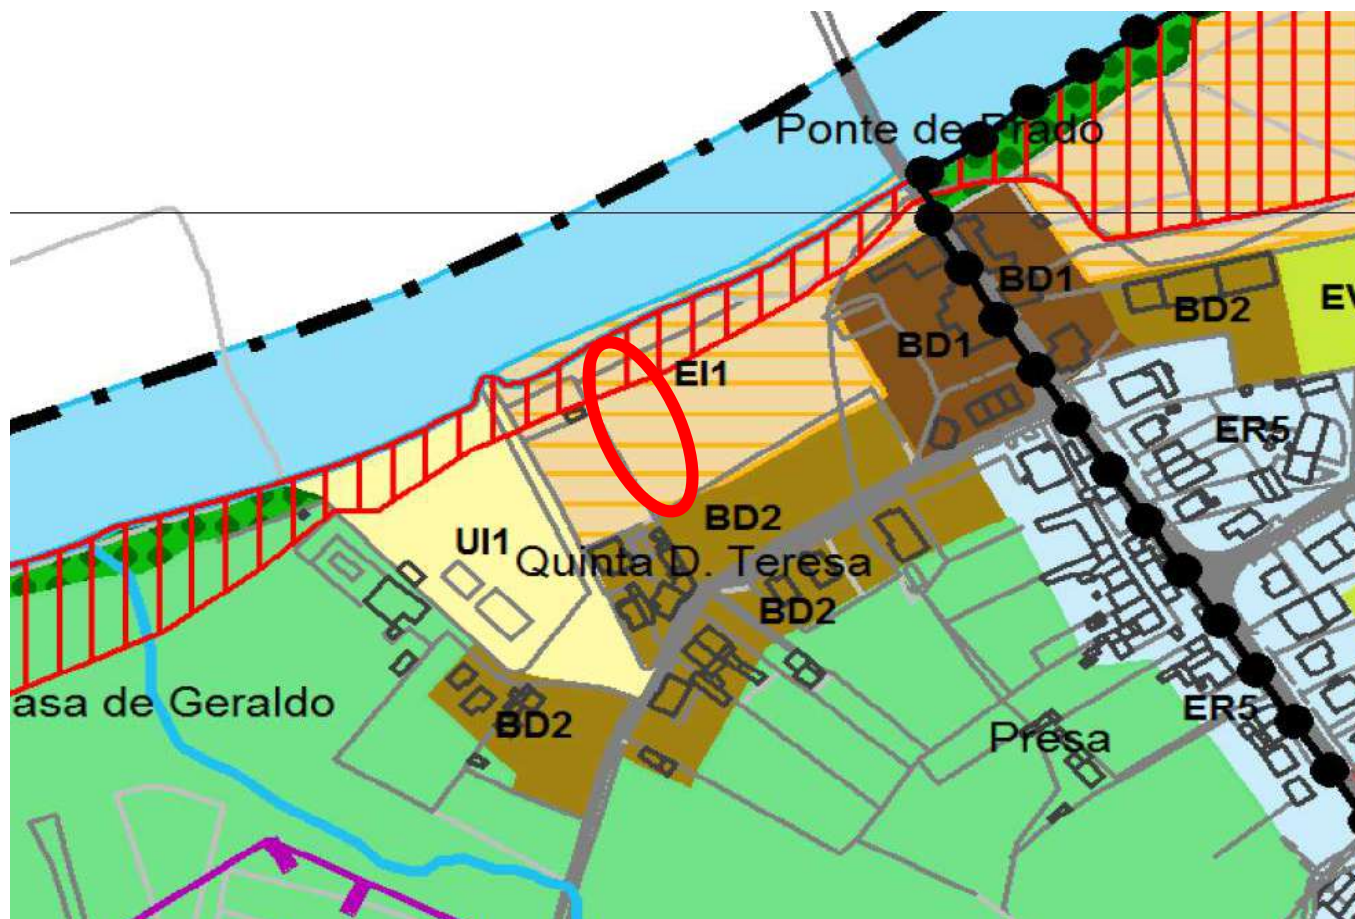 Ponte de Prado
BD1
BD2
EV
EI1
BD1
ER5
BD2
UI1
Quinta D. Teresa
BD2
asa de Geraldo
BD2
ER5
Presa